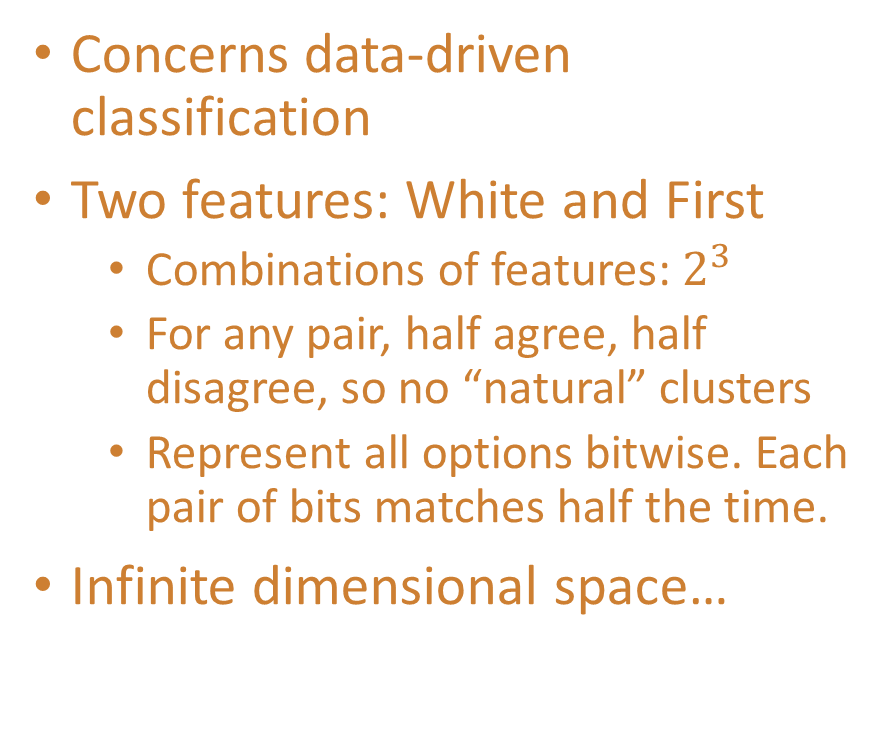 • Concerns data-driven
classification
• Two features: White and First
• Combinations of features: 2³
• For any pair, half agree, half
disagree, so no “natural” clusters
• Represent all options bitwise. Each
pair of bits matches half the time.
• Infinite dimensional space…